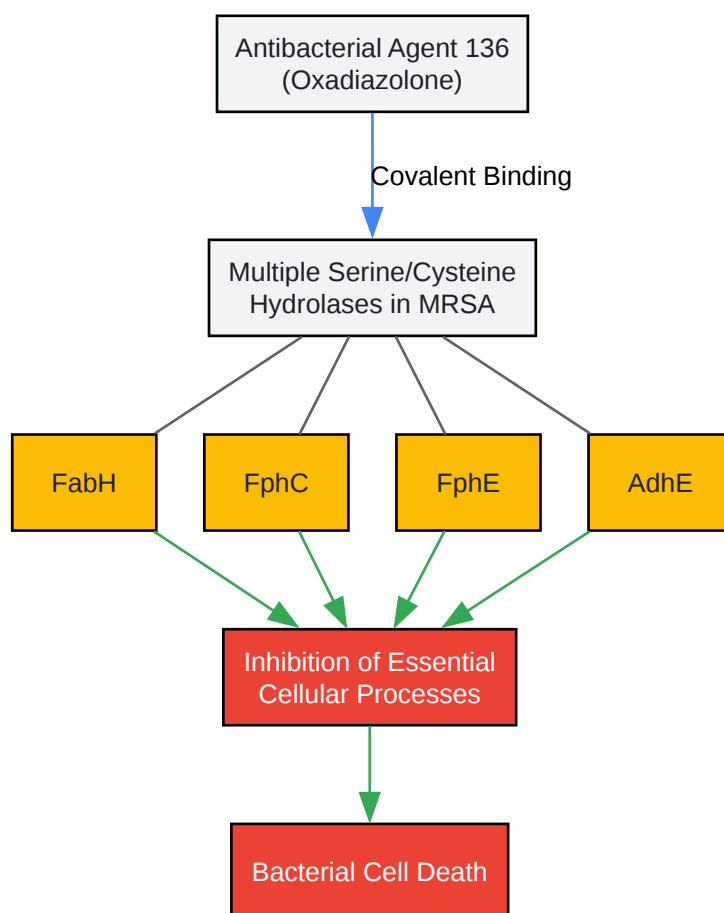 Antibacterial Agent 136
(Oxadiazolone)
Covalent Binding
Multiple Serine/Cysteine
Hydrolases in MRSA
FabH
FphC
FphE
AdhE
Inhibition of Essential
Cellular Processes
Bacterial Cell Death